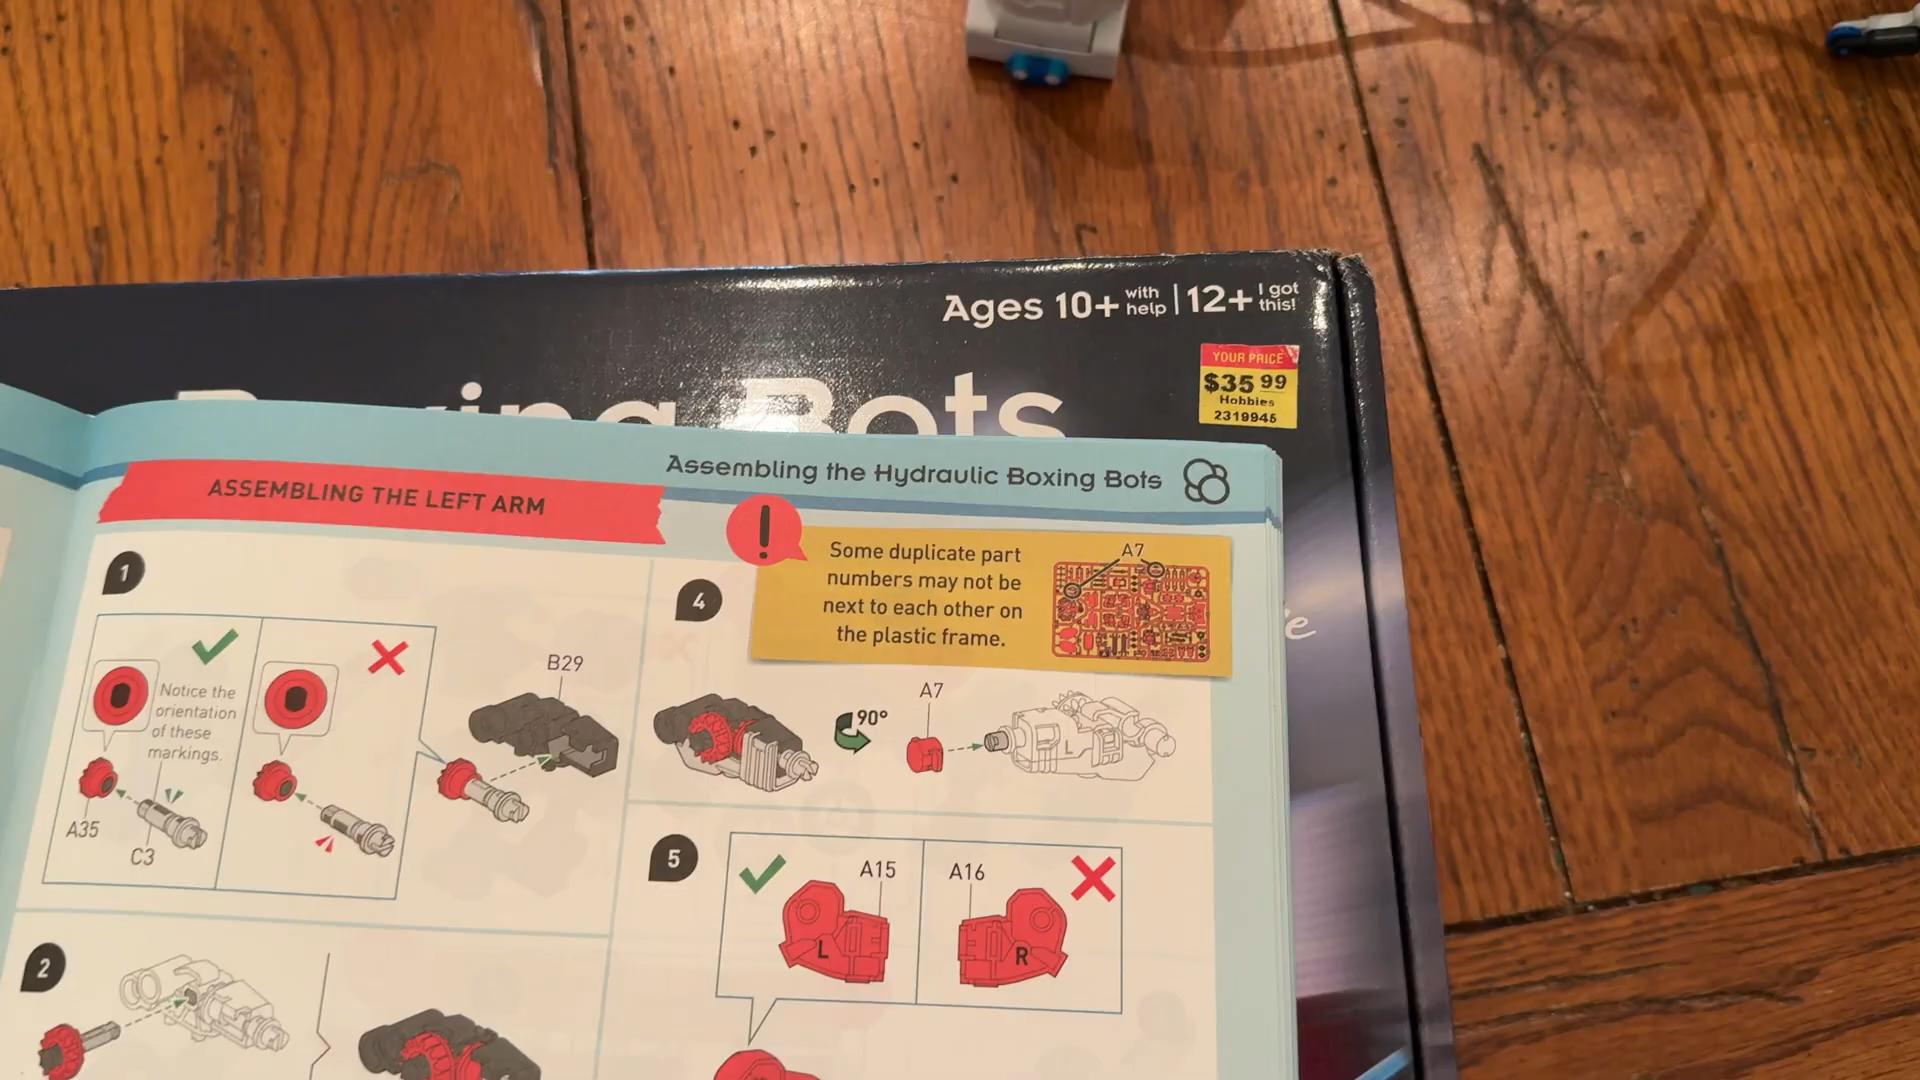 Ages 10+ with help | 12+ I got this!
YOUR PRICE
$35 99
Hobbies
2319945
Boxing Bots
Assembling the Hydraulic Boxing Bots
ASSEMBLING THE LEFT ARM
!
Some duplicate part
numbers may not be
next to each other on
the plastic frame.
A7
1
Notice the
orientation
of these
markings.
A35
C3
B29
2
4
90°
A7
L
5
A15
L
A16
R